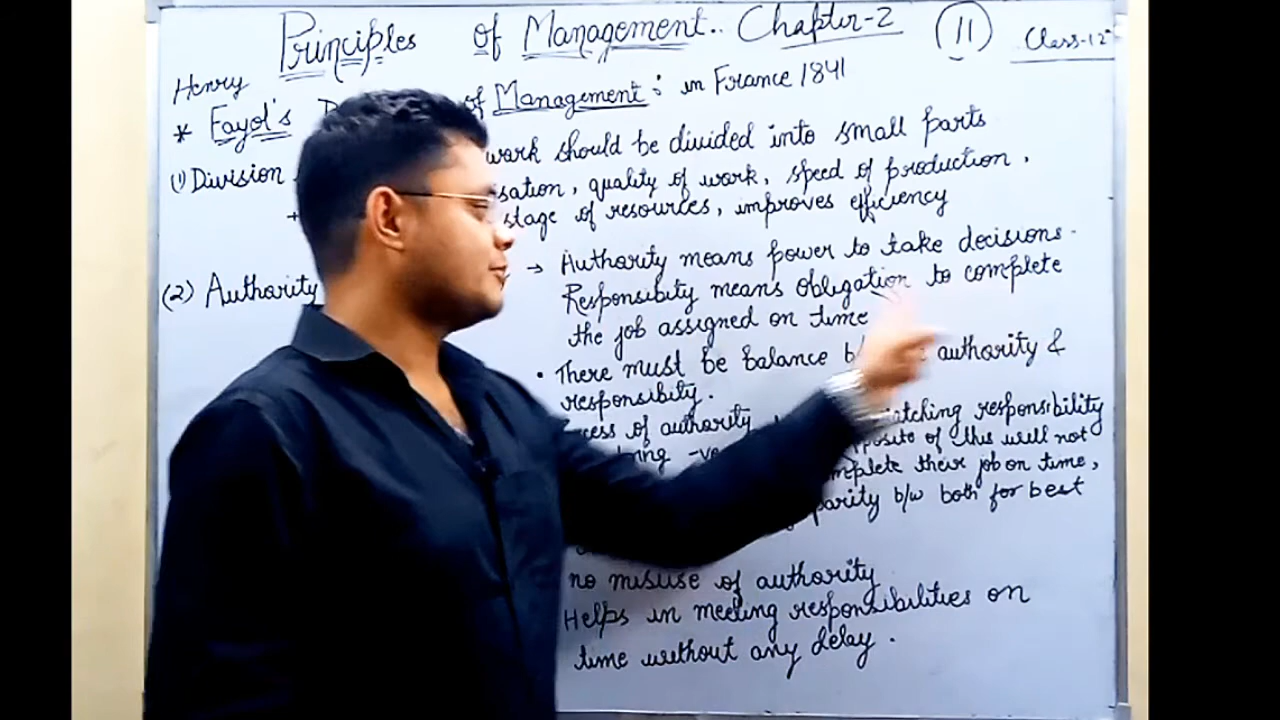 Principles of Management.. Chapter-2 (11) Class-12
Henry
* Fayol's of Management : in France 1841
(1) Division work should be divided into small parts
quality of work, speed of production,
of resources, improves efficiency
(2) Authority → Authority means power to take decisions.
Responsibity means obligation to complete
the job assigned on time
• There must be balance authority &
responsibity.
of authority responsibility
of this will not
their job on time,
b/w both for best
no misuse of authority
Helps in meeting responsibilities on
time without any delay.